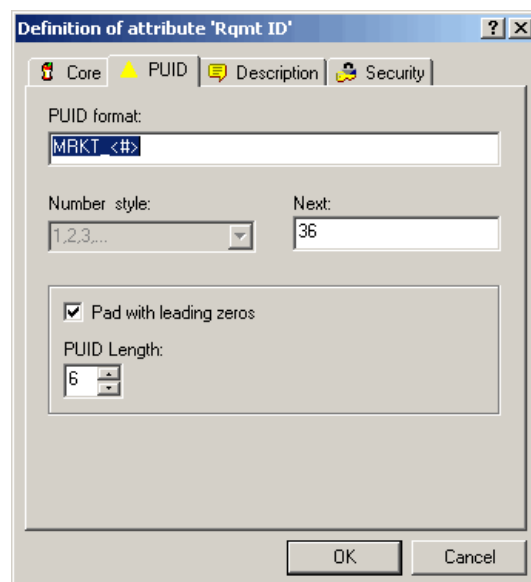 Definition of attribute 'Rqmt ID'
Core PUID Description Security
PUID format:
MRKT_<#>
Number style: Next:
1,2,3,... 36
Pad with leading zeros
PUID Length:
6
OK Cancel